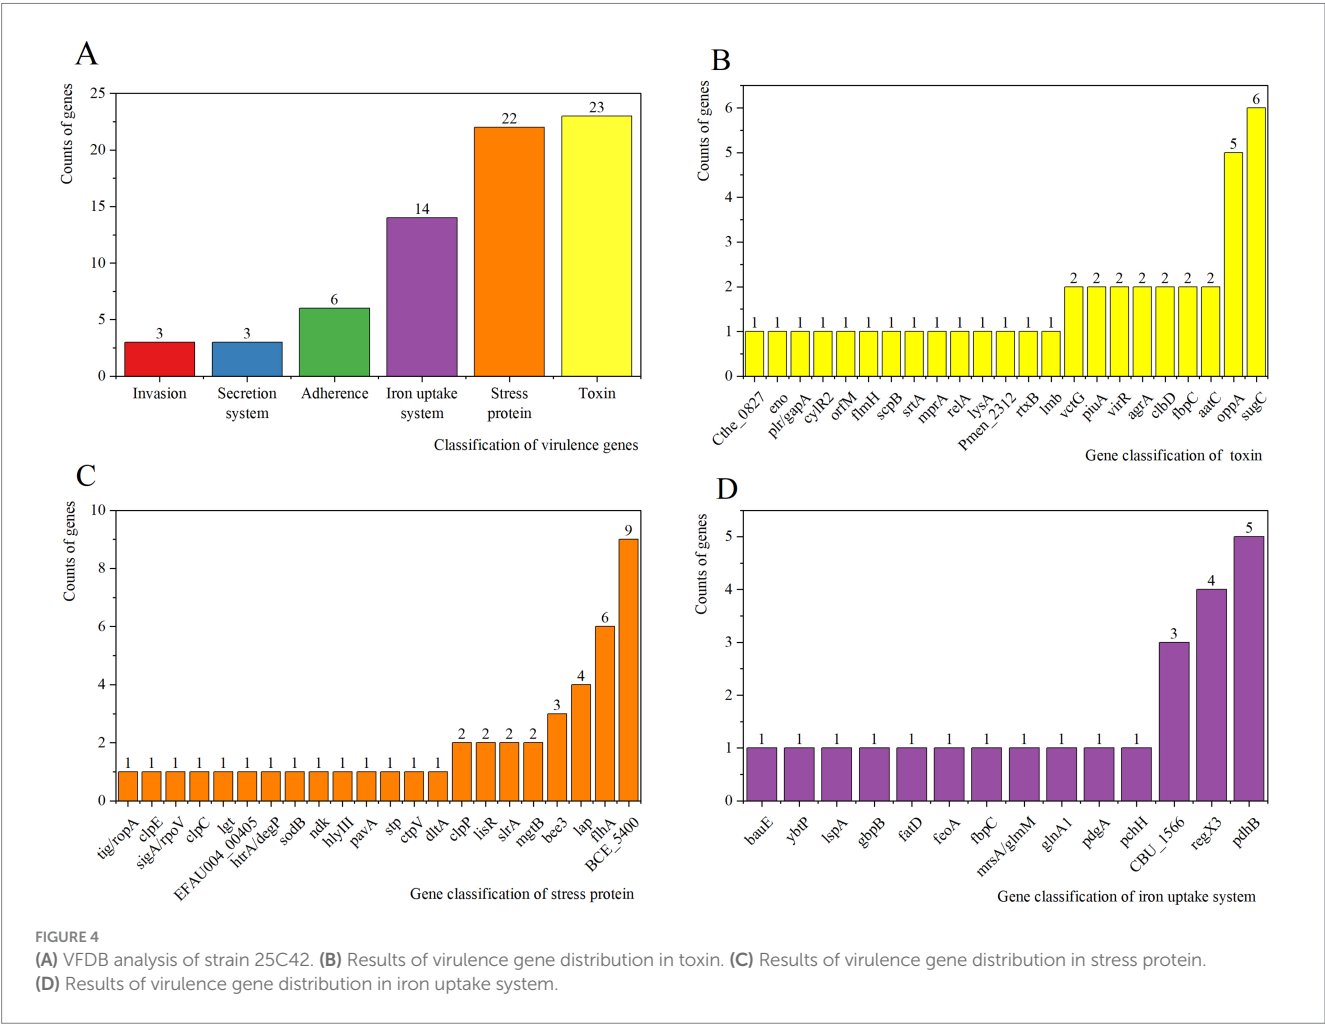 A
Counts of genes
25
20
15
10
5
0
3
3
6
14
22
23
Invasion
Secretion
system
Adherence
Iron uptake
system
Stress
protein
Toxin
Classification of virulence genes
B
Counts of genes
6
5
4
3
2
1
0
1 1 1 1 1 1 1 1 1 1 1 1 1 1 2 2 2 2 2 2 2 5 6
Cthe_0827
eno
plr/gapA
cylR2
orfM
flmH
scpB
srtA
mprA
relA
lysA
Pmen_2312
rtxB
lmb
vctG
piuA
virR
agrA
clbD
fbpC
aatC
oppA
sugC
Gene classification of toxin
C
Counts of genes
10
8
6
4
2
0
1 1 1 1 1 1 1 1 1 1 1 1 1 1 2 2 2 2 3 4 6 9
tig/ropA
clpE
sigA/rpoV
clpC
lgt
EFAU004_00405
htrA/degP
sodB
ndk
hlyIII
pavA
stp
ctpV
dltA
clpP
lisR
slrA
mgtB
bee3
lap
flhA
BCE_5400
Gene classification of stress protein
D
Counts of genes
5
4
3
2
1
0
1 1 1 1 1 1 1 1 1 1 1 3 4 5
bauE
ybtP
lspA
gbpB
fatD
feoA
fbpC
mrsA/glmM
glnA1
pdgA
pchH
CBU_1566
regX3
pdhB
Gene classification of iron uptake system
FIGURE 4
(A) VFDB analysis of strain 25C42. (B) Results of virulence gene distribution in toxin. (C) Results of virulence gene distribution in stress protein.
(D) Results of virulence gene distribution in iron uptake system.